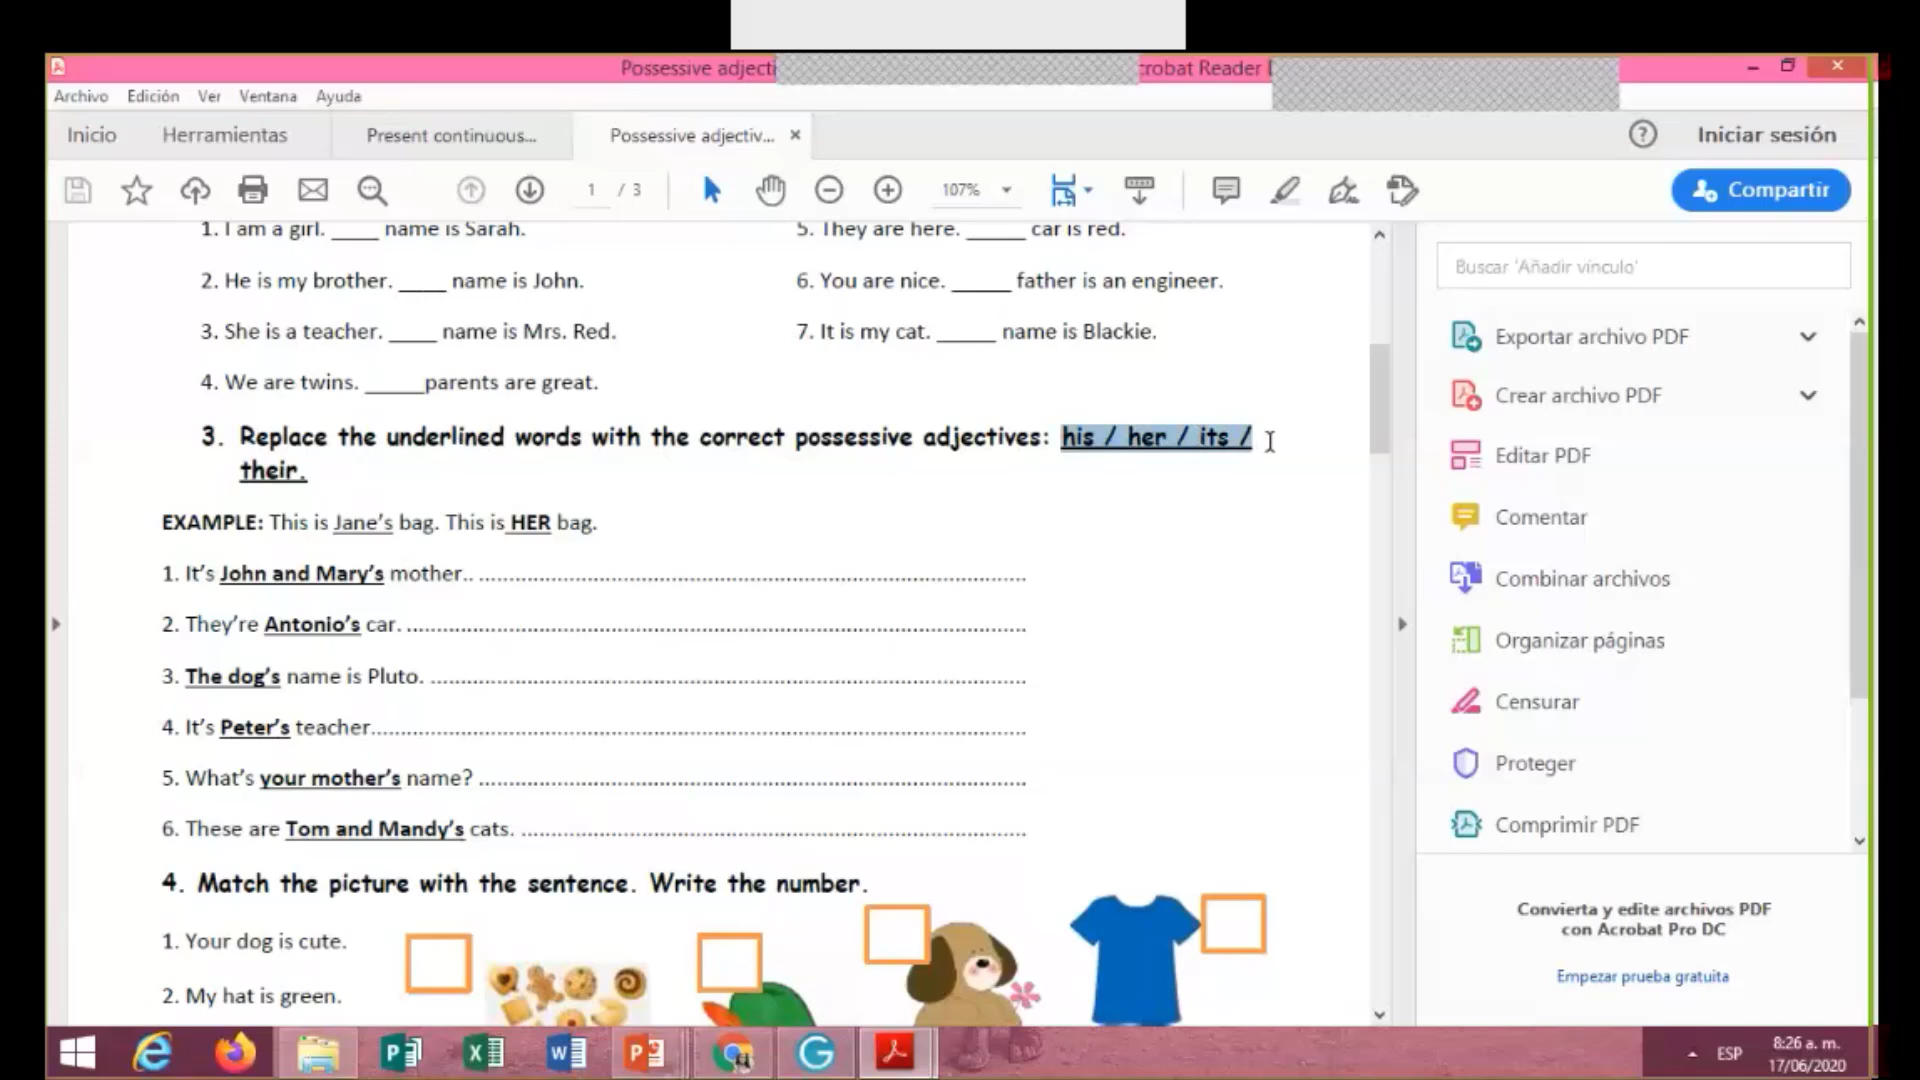 Possessive adjecti
crobat Reader
Archivo Edición Ver Ventana Ayuda
Inicio Herramientas Present continuous... Possessive adjectiv... Iniciar sesión
1 / 3 107% Compartir
1. I am a girl. ____ name is Sarah.
2. He is my brother. ____ name is John.
3. She is a teacher. ____ name is Mrs. Red.
4. We are twins. _____parents are great.
5. They are here. _____ car is red.
6. You are nice. _____ father is an engineer.
7. It is my cat. _____ name is Blackie.
3. Replace the underlined words with the correct possessive adjectives: his / her / its /
their.
EXAMPLE: This is Jane's bag. This is HER bag.
1. It's John and Mary's mother.. ............................................................
2. They're Antonio's car. ............................................................
3. The dog's name is Pluto. ............................................................
4. It's Peter's teacher............................................................
5. What's your mother's name? ............................................................
6. These are Tom and Mandy's cats. ............................................................
4. Match the picture with the sentence. Write the number.
1. Your dog is cute.
2. My hat is green.
Buscar 'Añadir vínculo'
Exportar archivo PDF
Crear archivo PDF
Editar PDF
Comentar
Combinar archivos
Organizar páginas
Censurar
Proteger
Comprimir PDF
Convierta y edite archivos PDF
con Acrobat Pro DC
Empezar prueba gratuita
ESP
8:26 a. m.
17/06/2020